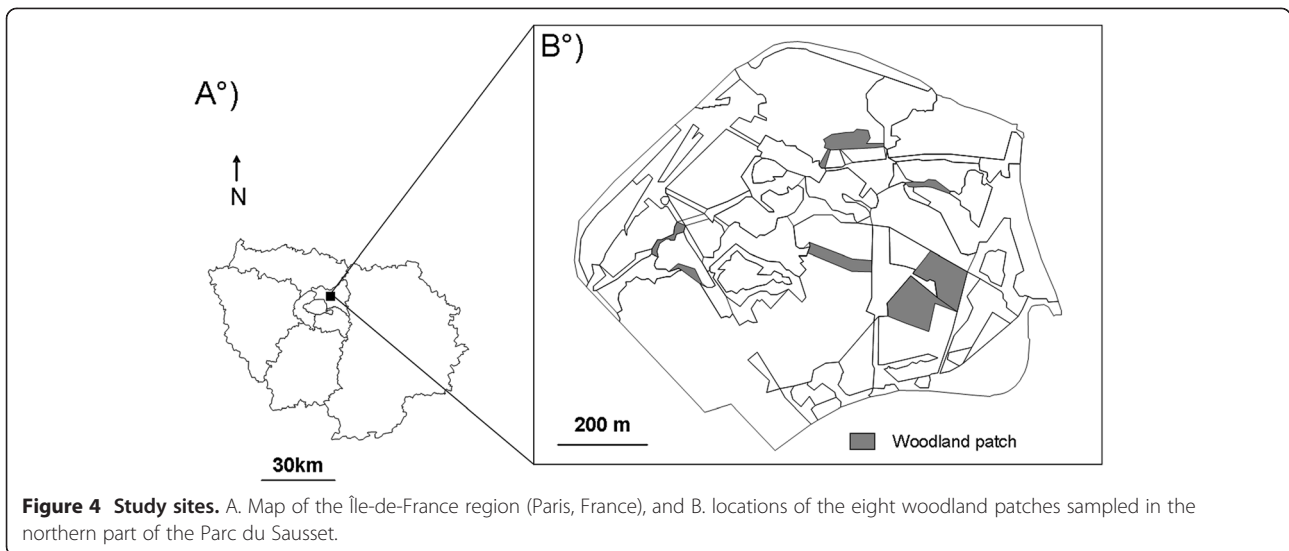 A°)
N
30km
B°)
200 m
Woodland patch
Figure 4 Study sites. A. Map of the Île-de-France region (Paris, France), and B. locations of the eight woodland patches sampled in the
northern part of the Parc du Sausset.